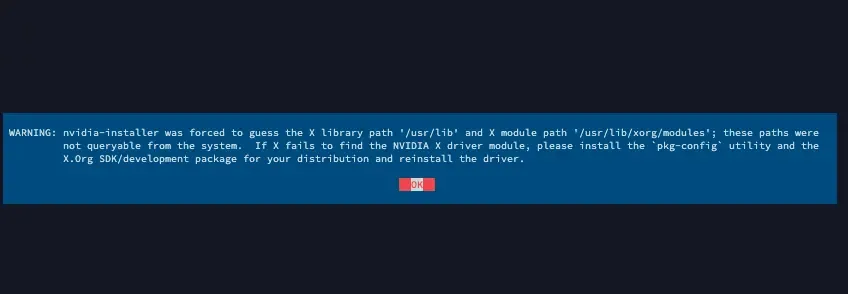 WARNING: nvidia-installer was forced to guess the X library path '/usr/lib' and X module path '/usr/lib/xorg/modules'; these paths were
not queryable from the system.  If X fails to find the NVIDIA X driver module, please install the `pkg-config` utility and the
X.Org SDK/development package for your distribution and reinstall the driver.
OK